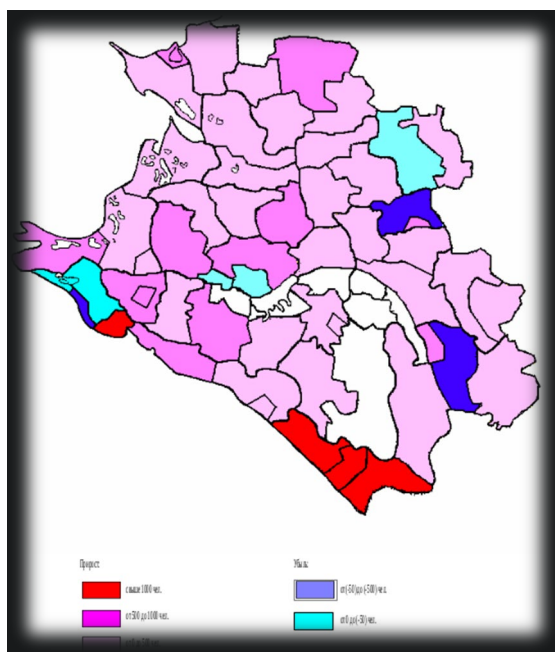 Прирост:
свыше 1000 чел.
от 500 до 1000 чел.
Убыль:
от (-50) до (-500) чел.
от 0 до (-50) чел.